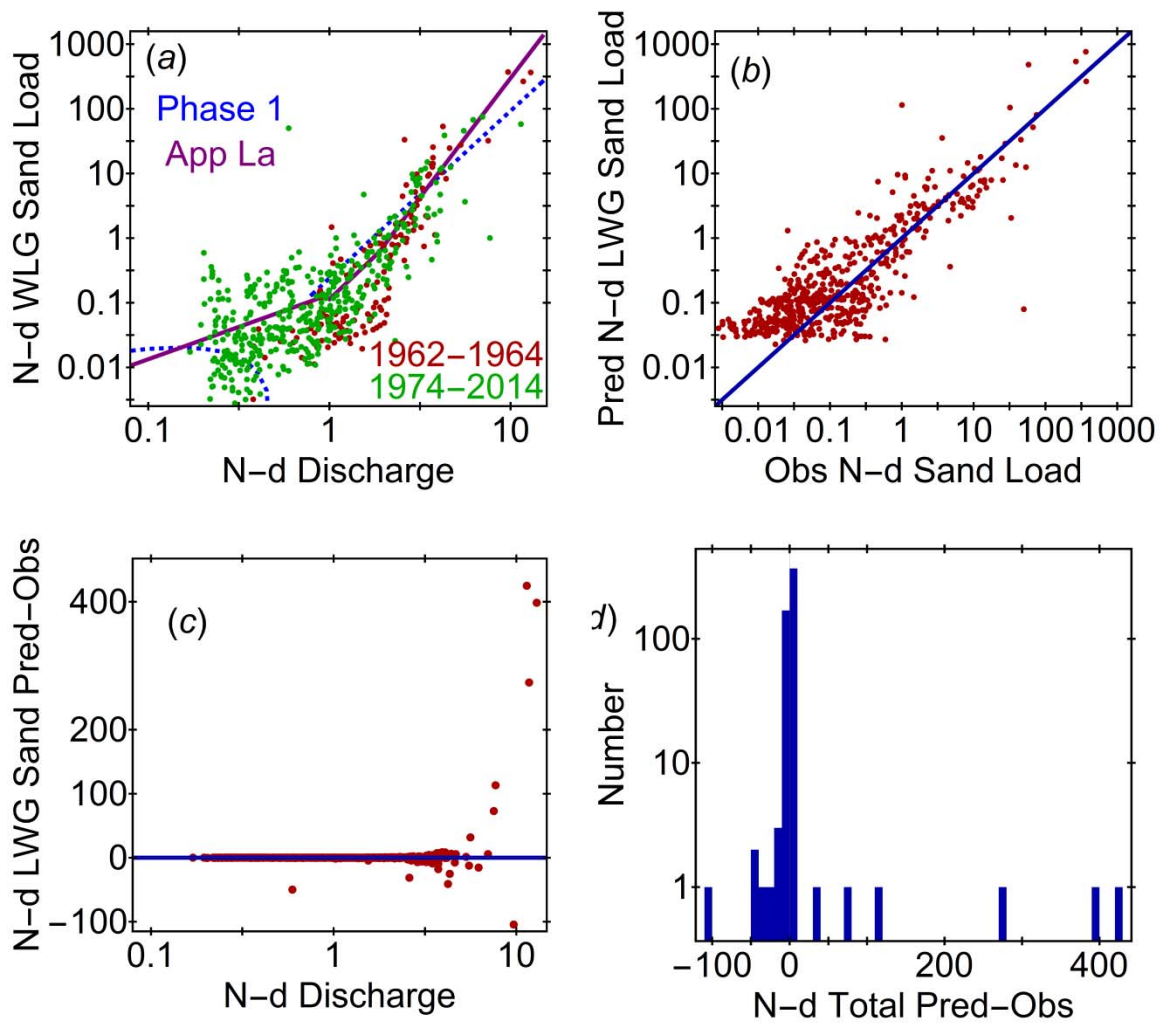 (a)
Phase 1
App La
1962–1964
1974–2014
1000
100
10
1
0.1
0.01
N–d WLG Sand Load
0.1 1 10
N–d Discharge
(b)
1000
100
10
1
0.1
0.01
Pred N–d LWG Sand Load
0.01 0.1 1 10 100 1000
Obs N–d Sand Load
(c)
400
200
100
0
–100
N–d LWG Sand Pred–Obs
0.1 1 10
N–d Discharge
d)
100
10
1
Number
–100 0 200 400
N–d Total Pred–Obs